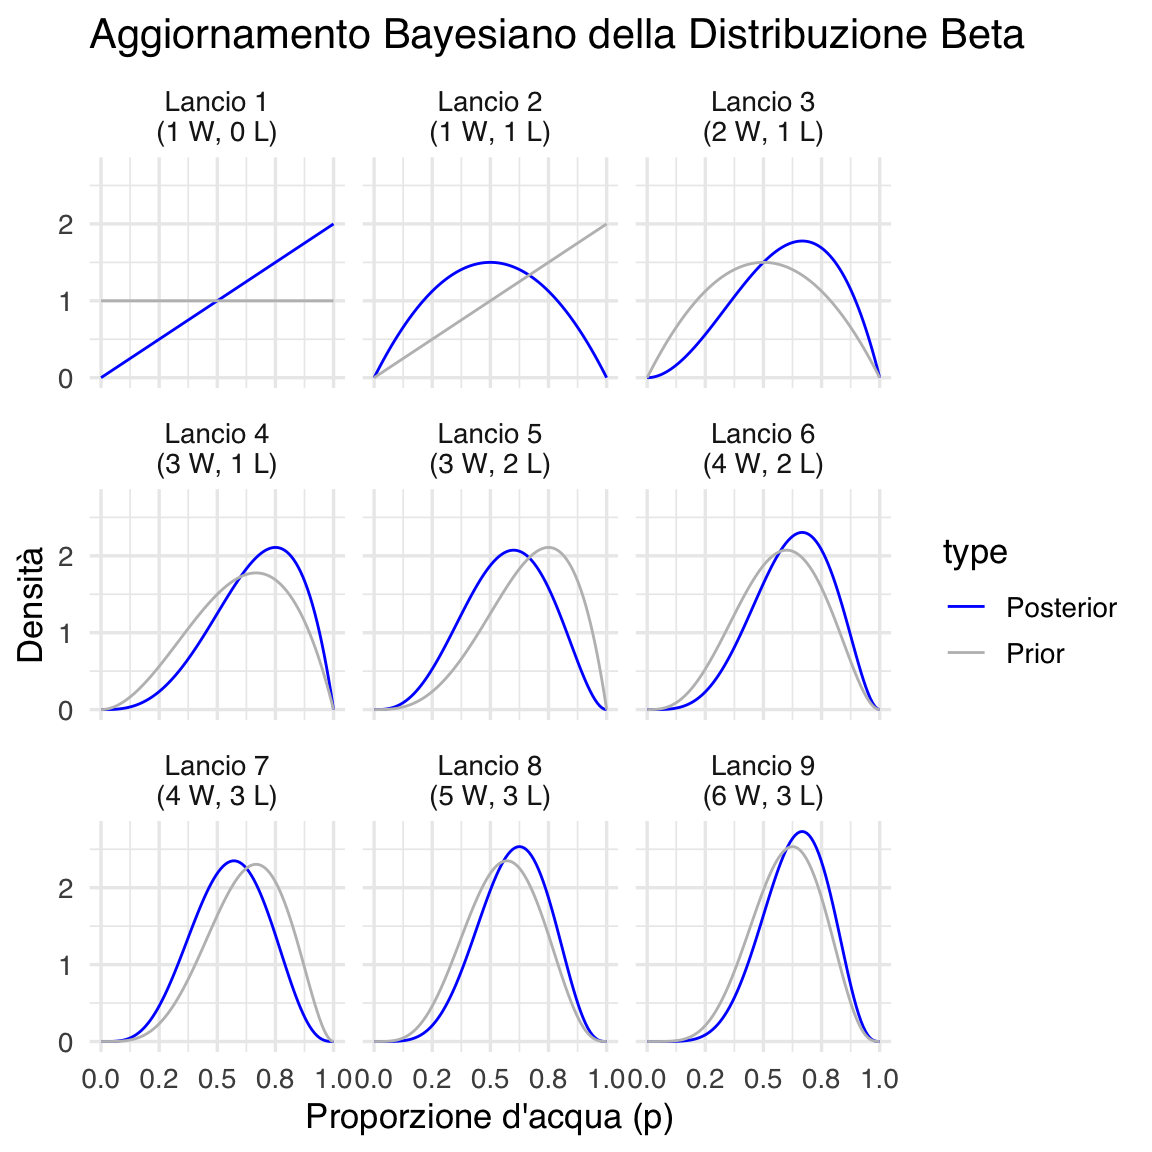 Aggiornamento Bayesiano della Distribuzione Beta
Lancio 1
(1 W, 0 L)
Lancio 2
(1 W, 1 L)
Lancio 3
(2 W, 1 L)
2
1
0
Lancio 4
(3 W, 1 L)
Lancio 5
(3 W, 2 L)
Lancio 6
(4 W, 2 L)
2
1
0
Lancio 7
(4 W, 3 L)
Lancio 8
(5 W, 3 L)
Lancio 9
(6 W, 3 L)
2
1
0
0.0 0.2 0.5 0.8 1.0
0.0 0.2 0.5 0.8 1.0
0.0 0.2 0.5 0.8 1.0
Proporzione d'acqua (p)
Densità
type
Posterior
Prior